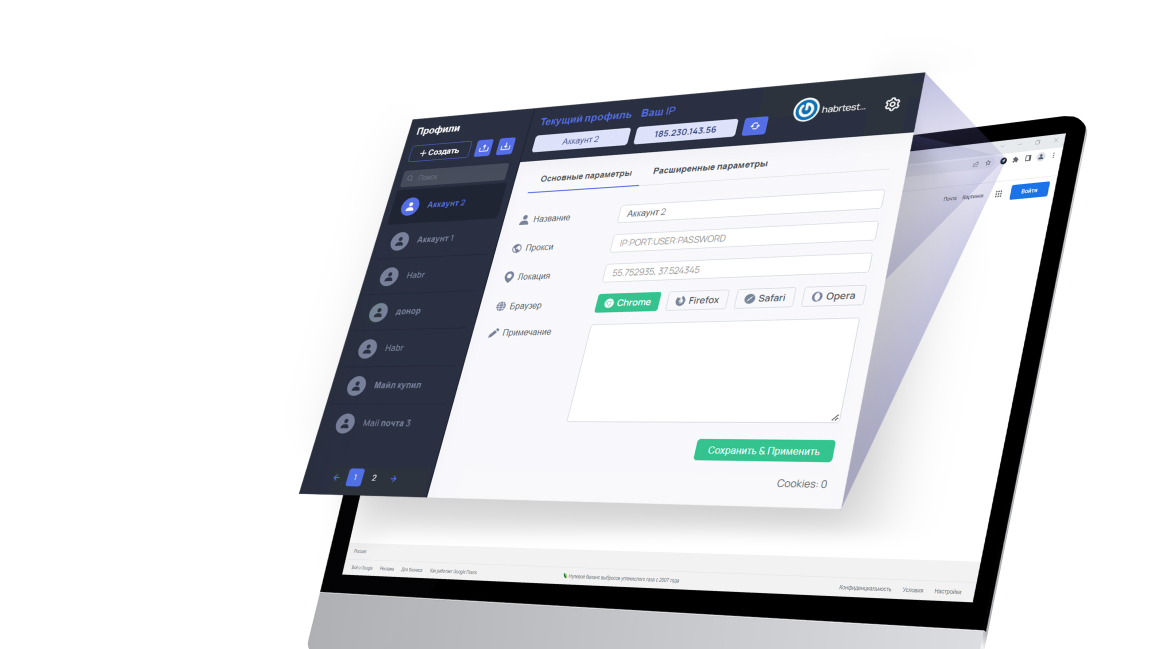 Профили
+ Создать
Поиск
Аккаунт 2
Аккаунт 1
Habr
донор
Habr
Майл купил
Mail почта 3
1
2
Текущий профиль Ваш IP
Аккаунт 2
185.230.143.56
habrtest...
Основные параметры
Расширенные параметры
Название
Аккаунт 2
Прокси
IP:PORT:USER:PASSWORD
Локация
55.752935, 37.524345
Браузер
Chrome
Firefox
Safari
Opera
Примечание
Сохранить & Применить
Cookies: 0
Почта Картинки
Войти
Россия
Всё о Google Реклама Для бизнеса Как работает Google Поиск
Нулевой баланс выбросов углекислого газа с 2007 года
Конфиденциальность Условия Настройки